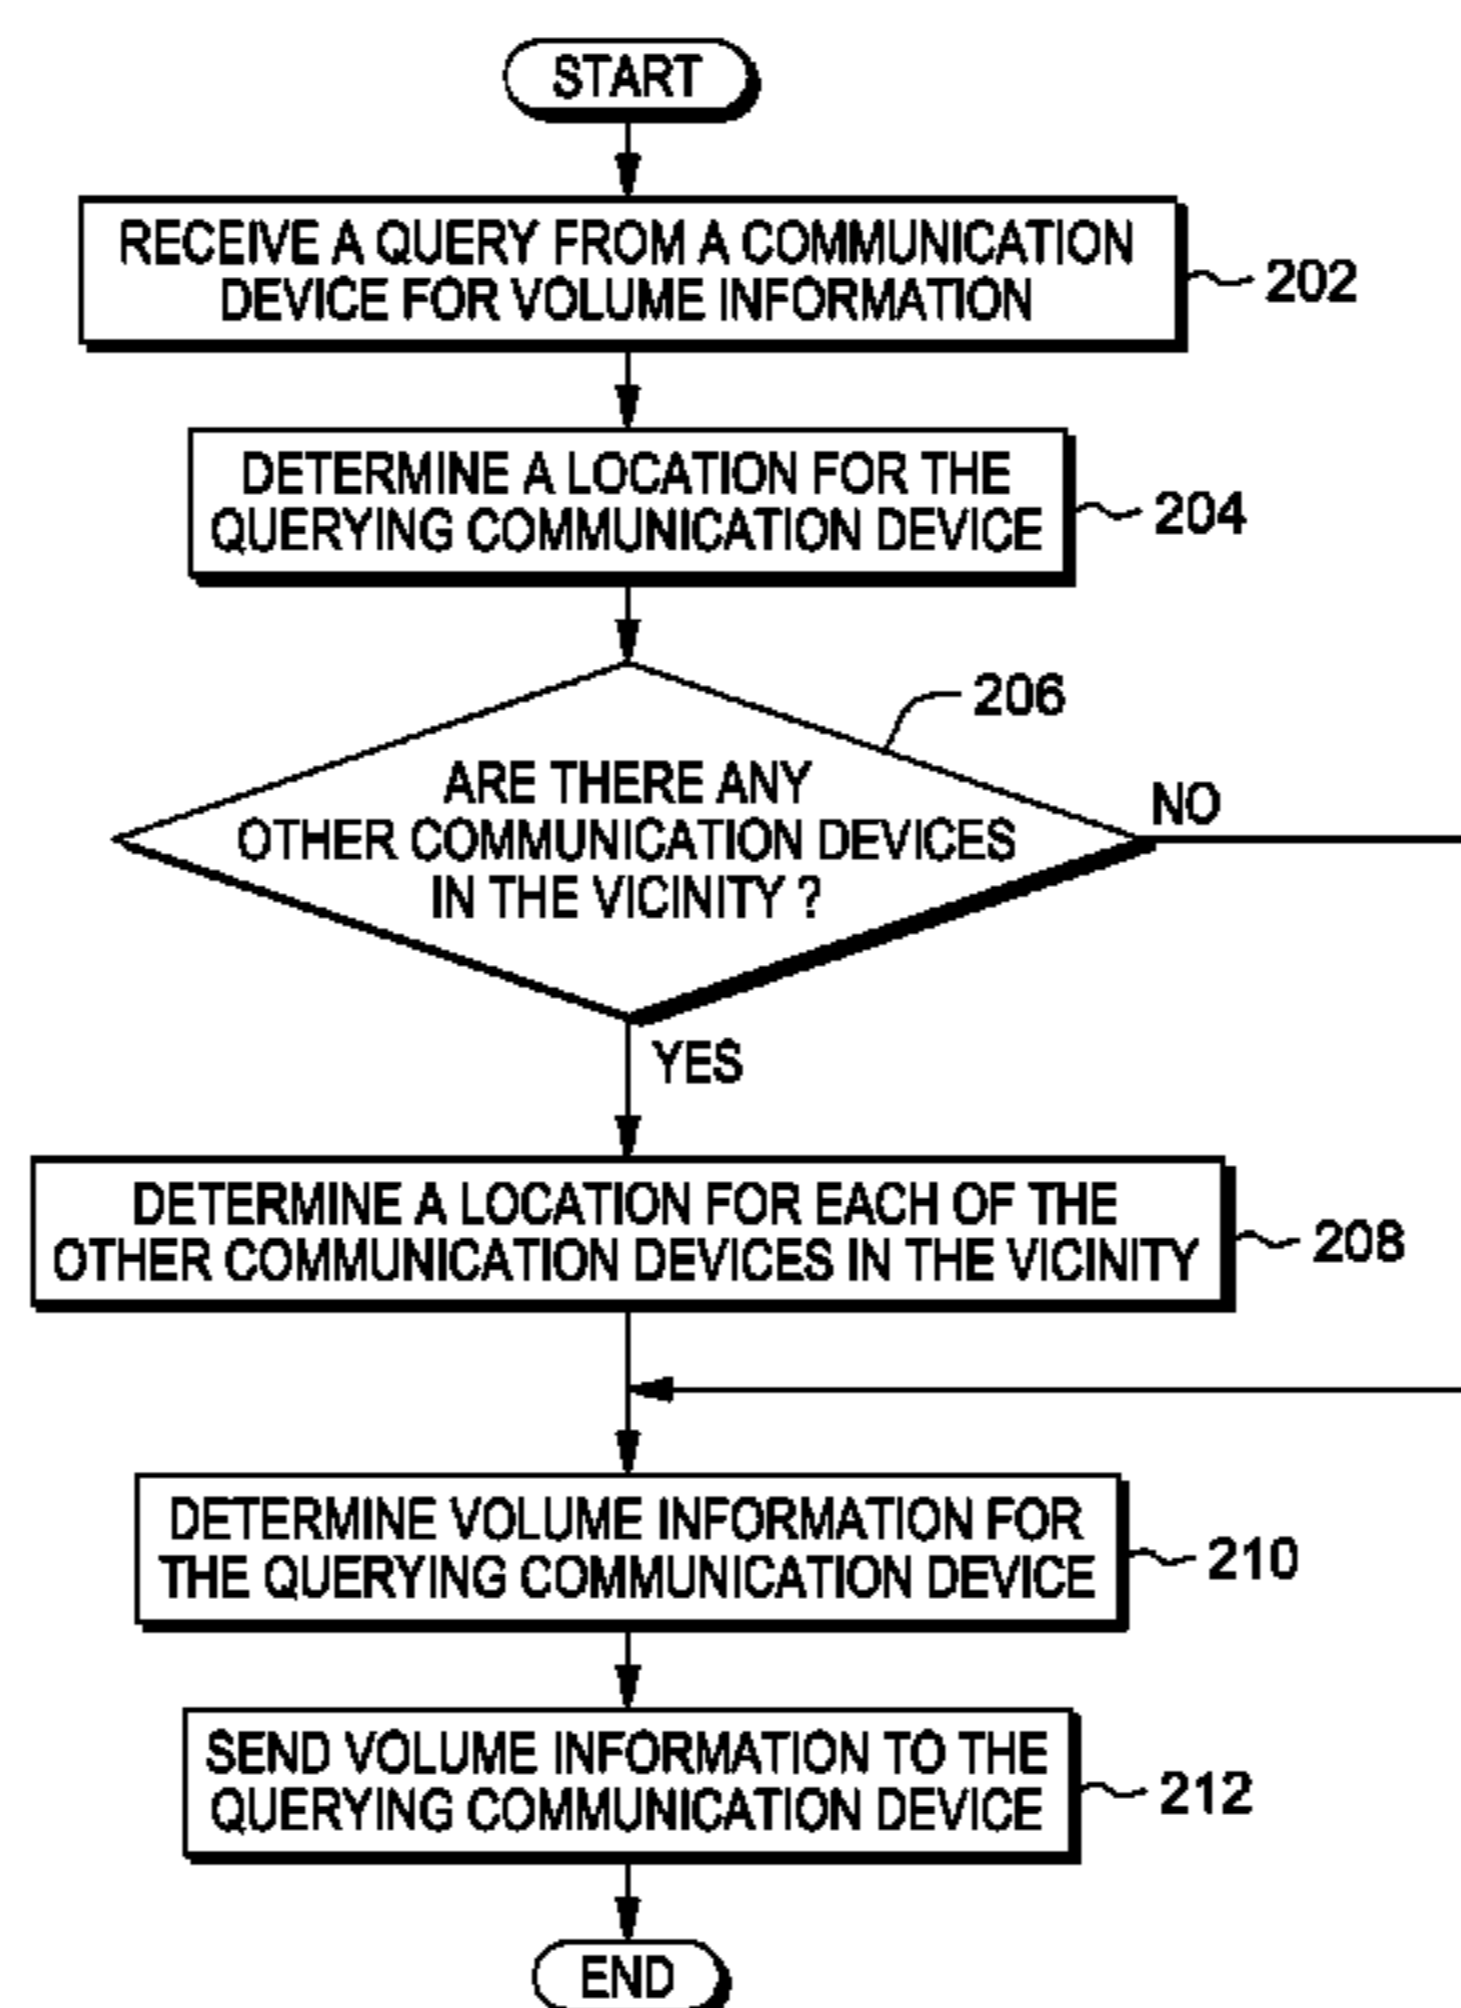 START
RECEIVE A QUERY FROM A COMMUNICATION
DEVICE FOR VOLUME INFORMATION
202
DETERMINE A LOCATION FOR THE
QUERYING COMMUNICATION DEVICE
204
206
ARE THERE ANY
OTHER COMMUNICATION DEVICES
IN THE VICINITY ?
NO
YES
DETERMINE A LOCATION FOR EACH OF THE
OTHER COMMUNICATION DEVICES IN THE VICINITY
208
DETERMINE VOLUME INFORMATION FOR
THE QUERYING COMMUNICATION DEVICE
210
SEND VOLUME INFORMATION TO THE
QUERYING COMMUNICATION DEVICE
212
END